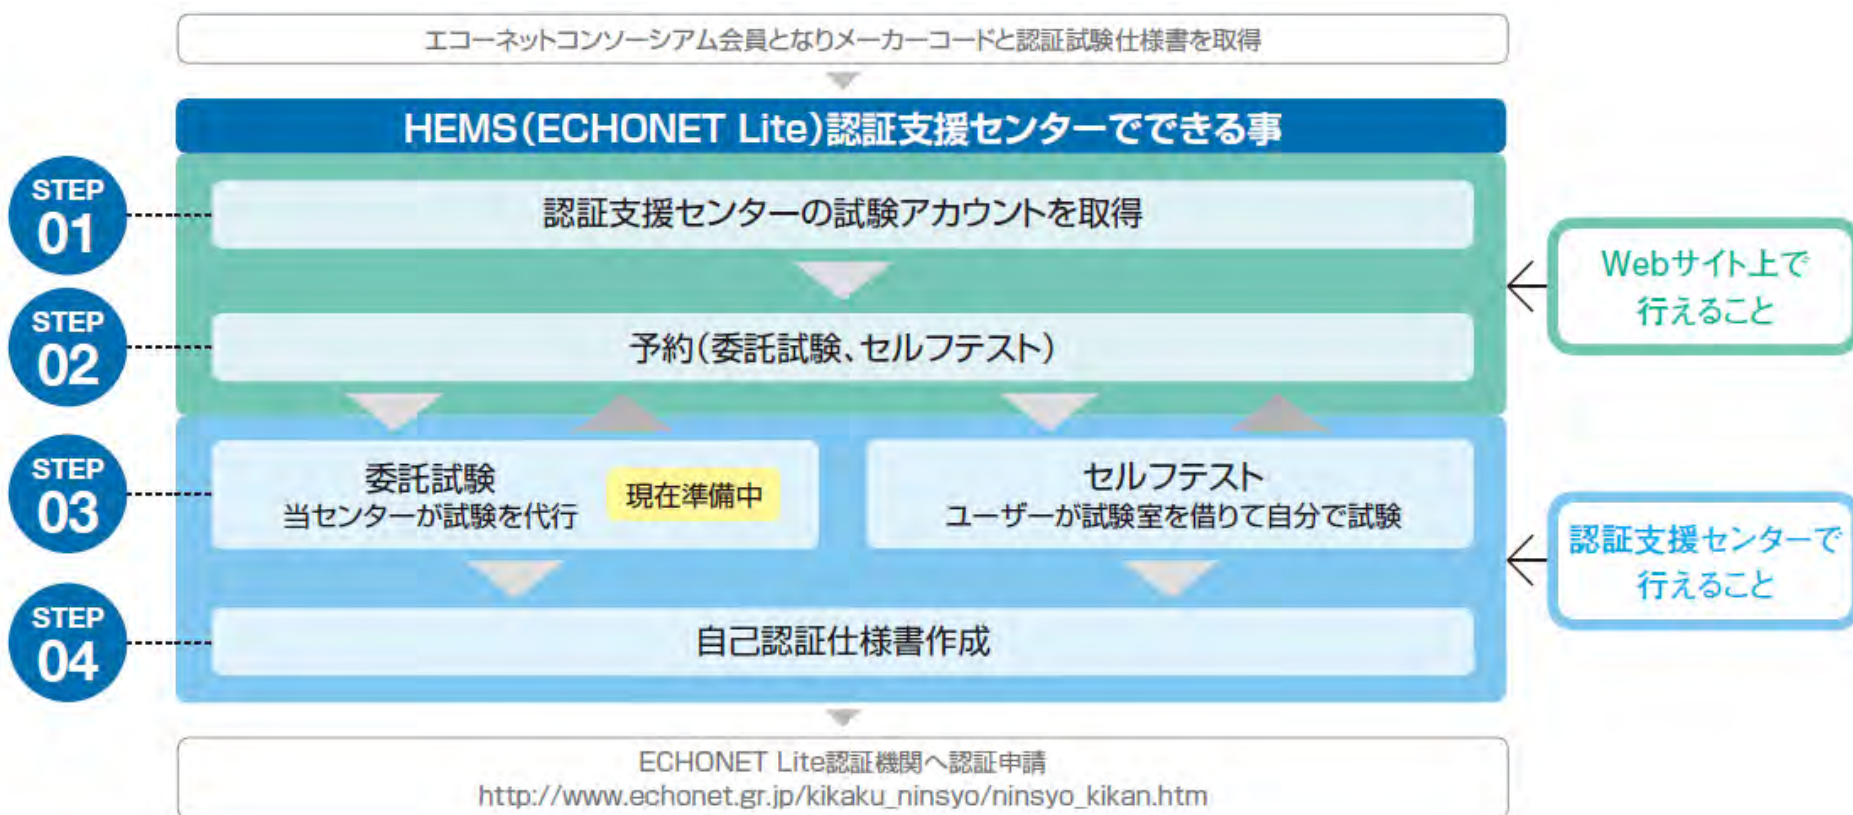 エコーネットコンソーシアム会員となりメーカーコードと認証試験仕様書を取得
HEMS(ECHONET Lite)認証支援センターでできる事
STEP
01
認証支援センターの試験アカウントを取得
Webサイト上で
行えること
STEP
02
予約(委託試験、セルフテスト)
STEP
03
委託試験
当センターが試験を代行
現在準備中
セルフテスト
ユーザーが試験室を借りて自分で試験
認証支援センターで
行えること
STEP
04
自己認証仕様書作成
ECHONET Lite認証機関へ認証申請
http://www.echonet.gr.jp/kikaku_ninsyo/ninsyo_kikan.htm